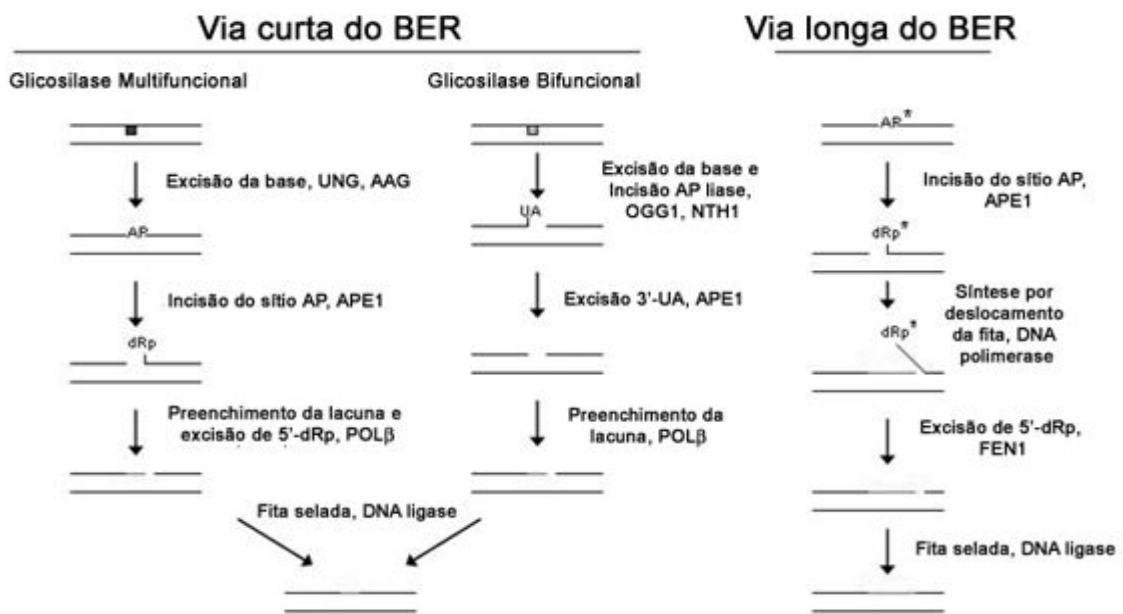 Via curta do BER
Via longa do BER
Glicosilase Multifuncional
Excisão da base, UNG, AAG
AP
Incisão do sítio AP, APE1
dRp
Preenchimento da lacuna e
excisão de 5'-dRp, POLβ
Glicosilase Bifuncional
Excisão da base e
Incisão AP liase,
OGG1, NTH1
UA
Excisão 3'-UA, APE1
Preenchimento da
lacuna, POLβ
Fita selada, DNA ligase
AP*
Incisão do sítio AP,
APE1
dRp*
Síntese por
deslocamento
da fita, DNA
polimerase
dRp*
Excisão de 5'-dRp,
FEN1
Fita selada, DNA ligase